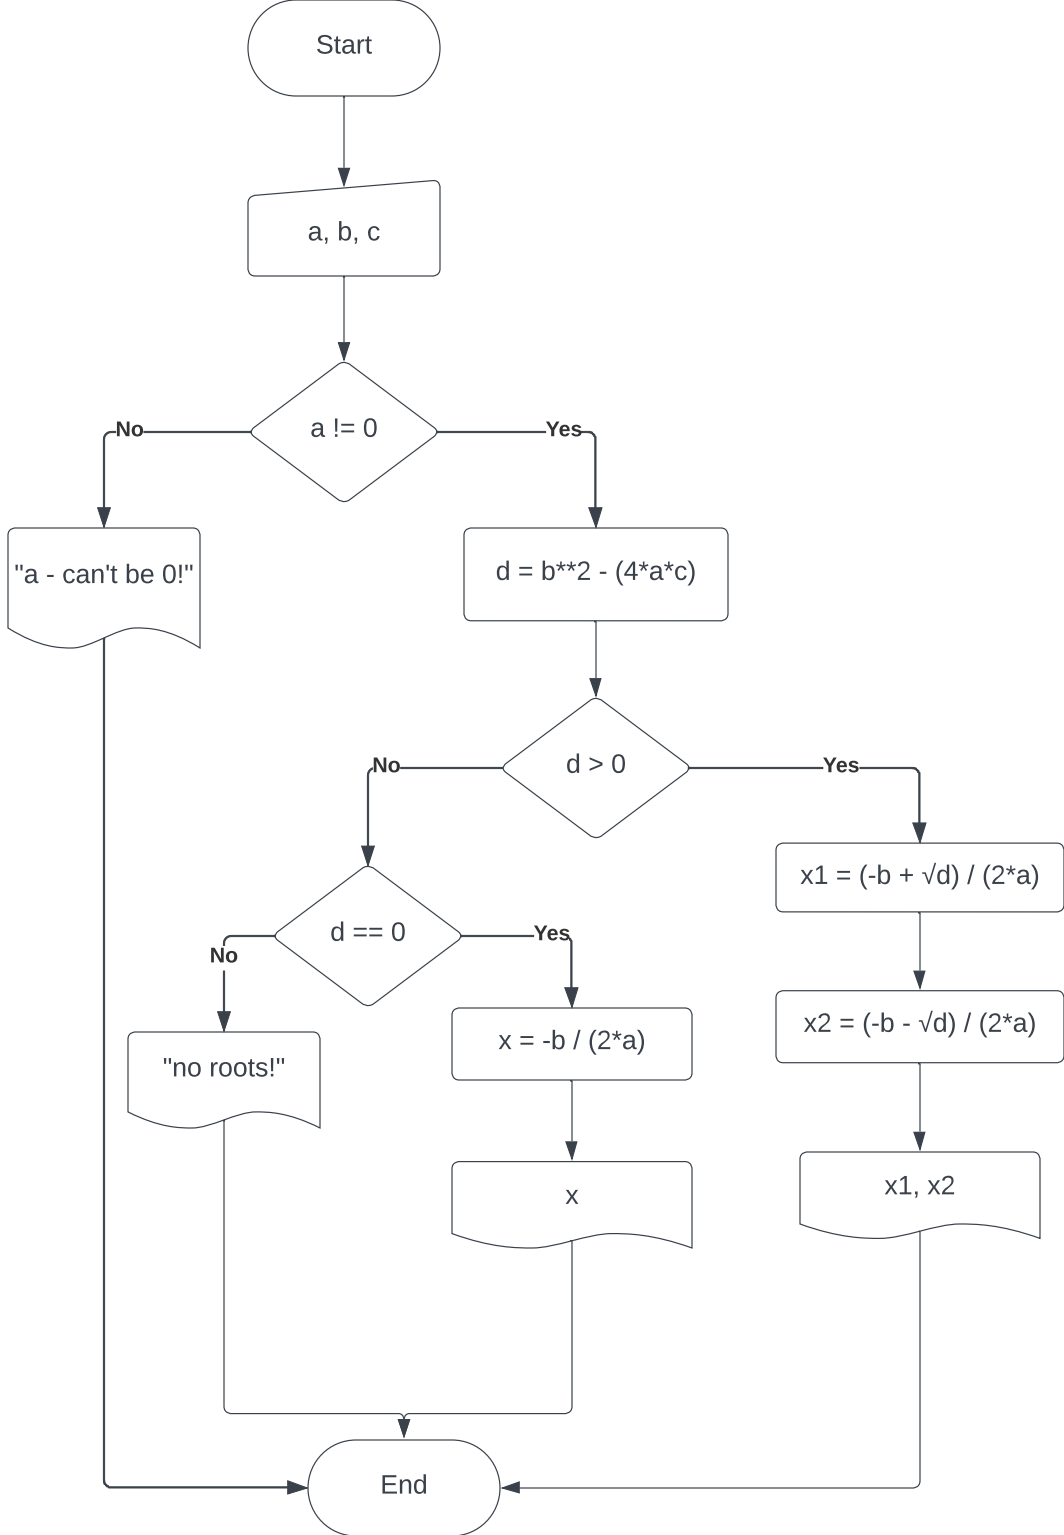 Start
a, b, c
a != 0
No
Yes
"a - can't be 0!"
d = b**2 - (4*a*c)
d > 0
No
Yes
x1 = (-b + √d) / (2*a)
d == 0
No
Yes
x2 = (-b - √d) / (2*a)
"no roots!"
x = -b / (2*a)
x
x1, x2
End